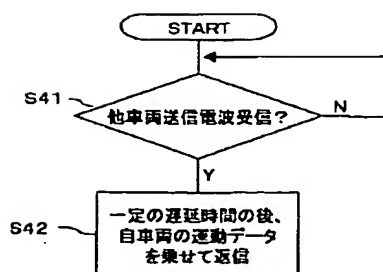 START
S41
他車両送信電波受信？
N
Y
S42
一定の遅延時間の後、
自車両の運動データ
を乗せて返信